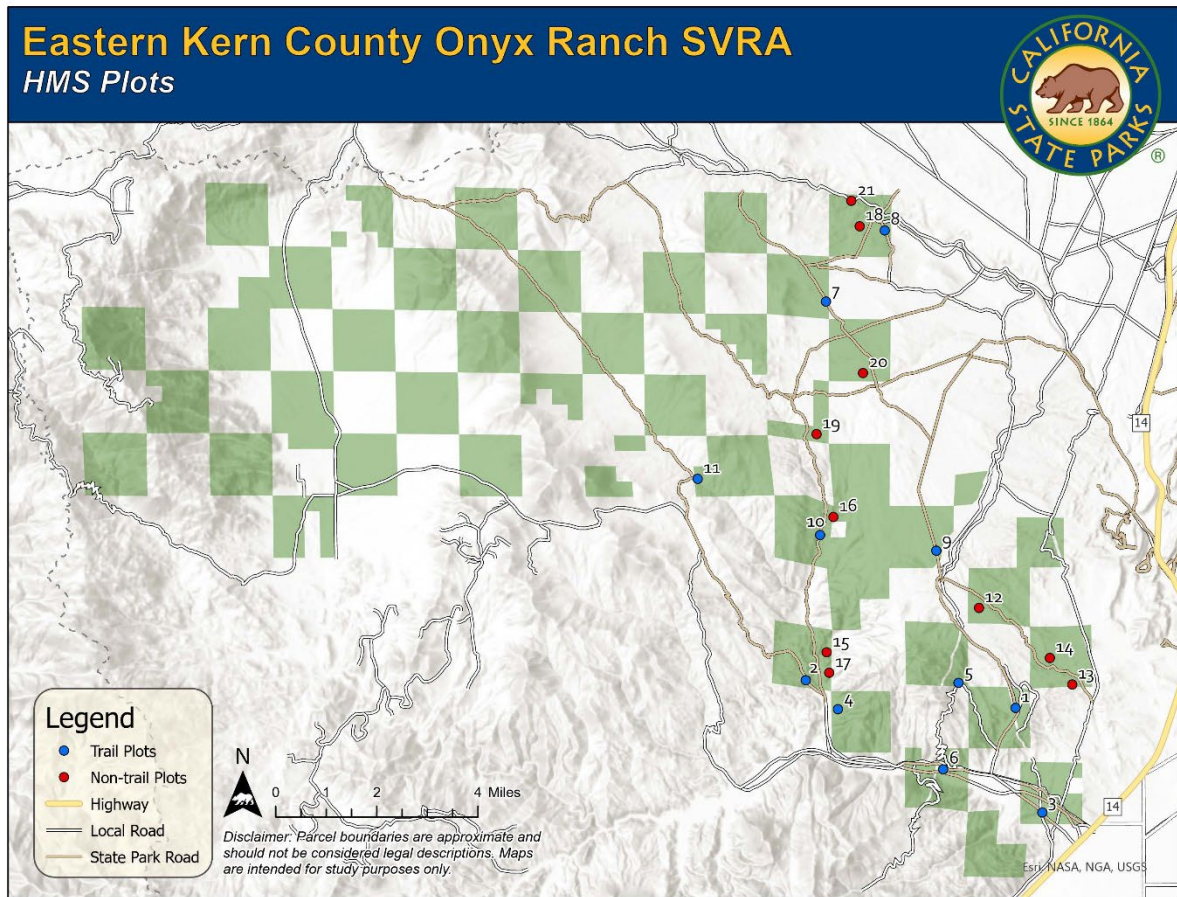 Eastern Kern County Onyx Ranch SVRA
HMS Plots
CALIFORNIA
STATE PARKS
SINCE 1864
®
21
18
8
7
20
14
19
11
16
10
9
12
15
14
2
17
5
13
4
1
6
3
14
Legend
Trail Plots
Non-trail Plots
Highway
Local Road
State Park Road
N
0 2 4 Miles
Disclaimer: Parcel boundaries are approximate and
should not be considered legal descriptions. Maps
are intended for study purposes only.
Esri, NASA, NGA, USGS